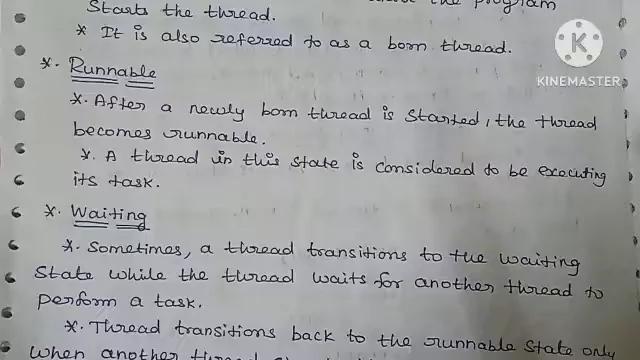 Starts the thread.
* It is also referred to as a born thread.
*. Runnable
*. After a newly born thread is started, the thread
becomes runnable.
*. A thread in this state is considered to be executing
its task.
*. Waiting
*. Sometimes, a thread transitions to the waiting
State while the thread waits for another thread to
perform a task.
*. Thread transitions back to the runnable state only
when another
K
KINEMASTER